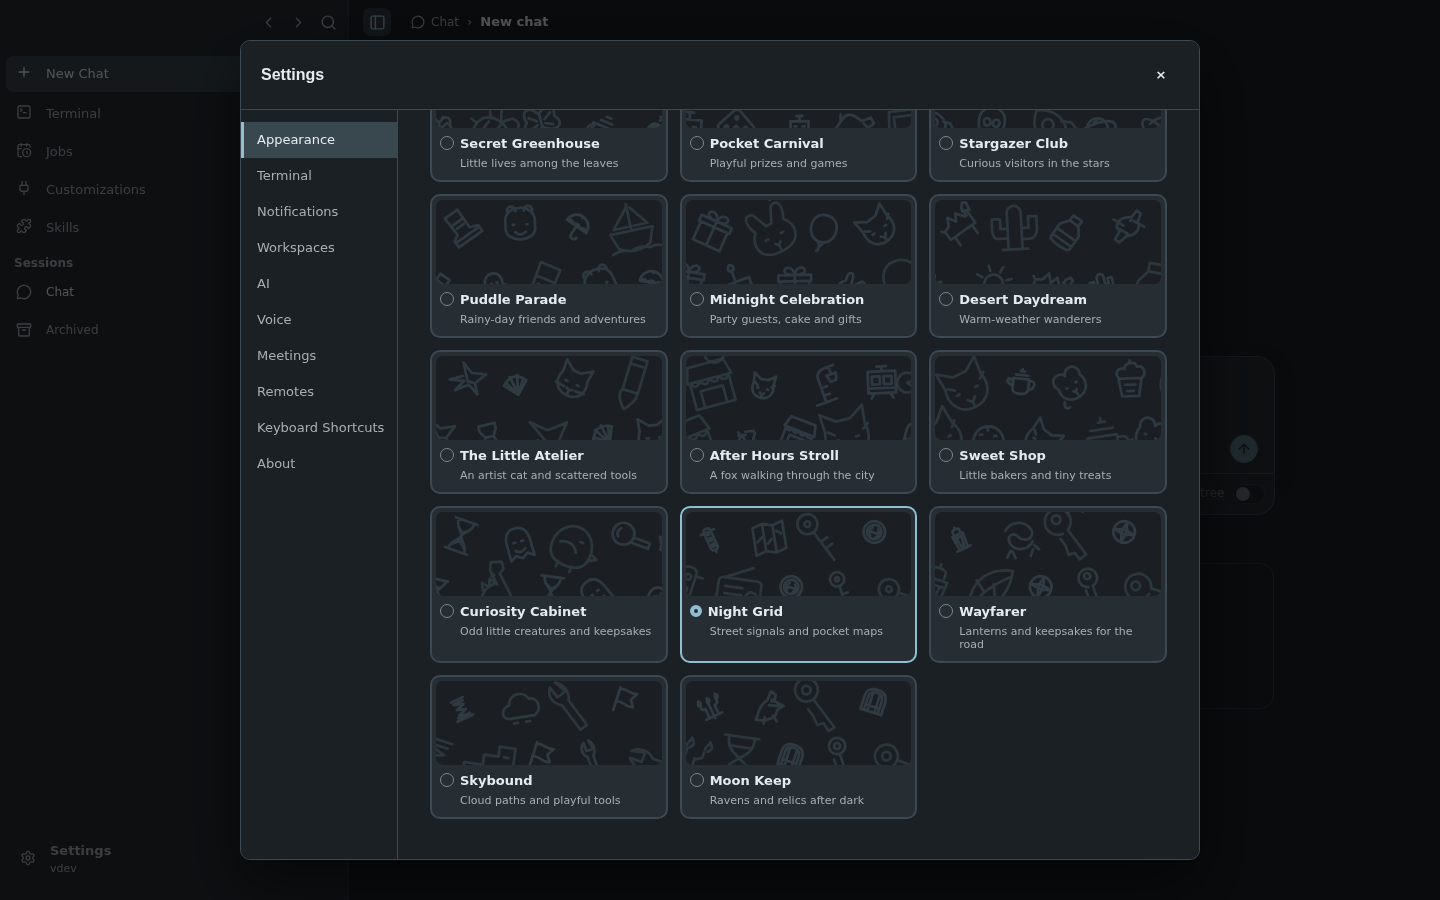 Chat › New chat
Settings
×
New Chat
Terminal
Jobs
Customizations
Skills
Sessions
Chat
Archived
Settings
vdev
Appearance
Terminal
Notifications
Workspaces
AI
Voice
Meetings
Remotes
Keyboard Shortcuts
About
Secret Greenhouse
Little lives among the leaves
Pocket Carnival
Playful prizes and games
Stargazer Club
Curious visitors in the stars
Puddle Parade
Rainy-day friends and adventures
Midnight Celebration
Party guests, cake and gifts
Desert Daydream
Warm-weather wanderers
The Little Atelier
An artist cat and scattered tools
After Hours Stroll
A fox walking through the city
Sweet Shop
Little bakers and tiny treats
Curiosity Cabinet
Odd little creatures and keepsakes
Night Grid
Street signals and pocket maps
Wayfarer
Lanterns and keepsakes for the
road
Skybound
Cloud paths and playful tools
Moon Keep
Ravens and relics after dark
tree